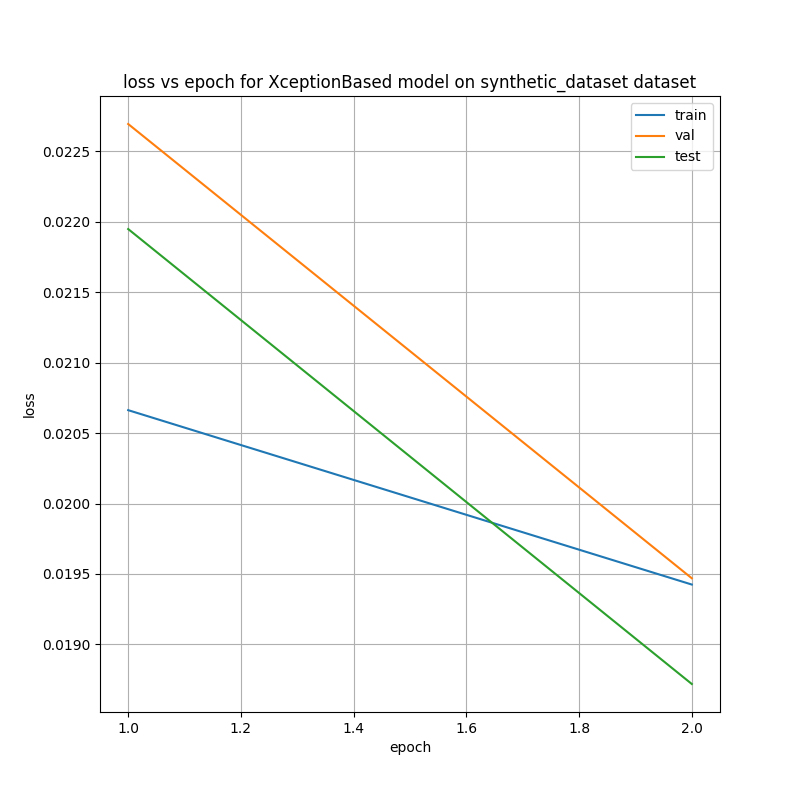 loss vs epoch for XceptionBased model on synthetic_dataset dataset
train
val
test
0.0225
0.0220
0.0215
0.0210
0.0205
0.0200
0.0195
0.0190
loss
1.0 1.2 1.4 1.6 1.8 2.0
epoch